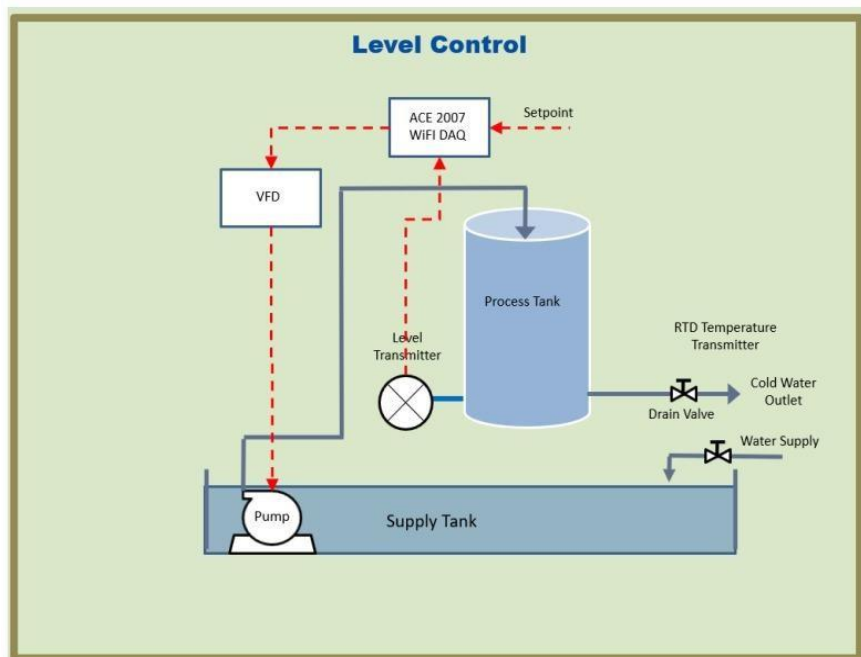 Level Control
ACE 2007
WiFI DAQ
Setpoint
VFD
Process Tank
RTD Temperature
Transmitter
Level
Transmitter
Cold Water
Outlet
Drain Valve
Water Supply
Pump
Supply Tank